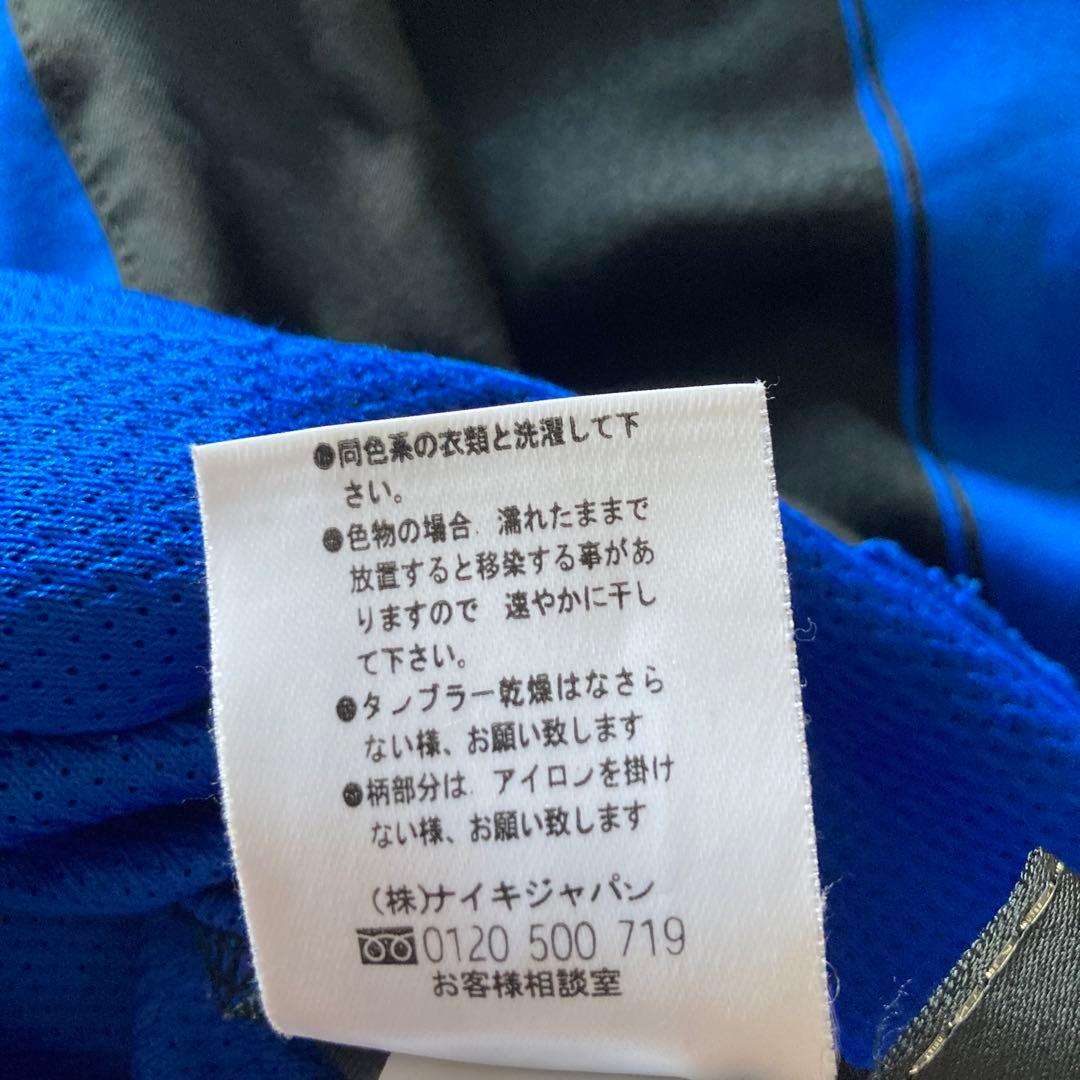 ●同色系の衣類と洗濯して下
さい。
●色物の場合、濡れたままで
放置すると移染する事があ
りますので 速やかに干し
て下さい。
●タンブラー乾燥はなさら
ない様、お願い致します
●柄部分は、アイロンを掛け
ない様、お願い致します
(株)ナイキジャパン
0120 500 719
お客様相談室